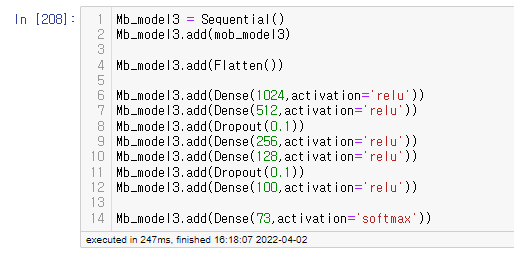 In [208]:
1 Mb_model3 = Sequential()
2 Mb_model3.add(mob_model3)
3
4 Mb_model3.add(Flatten())
5
6 Mb_model3.add(Dense(1024,activation='relu'))
7 Mb_model3.add(Dense(512,activation='relu'))
8 Mb_model3.add(Dropout(0.1))
9 Mb_model3.add(Dense(256,activation='relu'))
10 Mb_model3.add(Dense(128,activation='relu'))
11 Mb_model3.add(Dropout(0.1))
12 Mb_model3.add(Dense(100,activation='relu'))
13
14 Mb_model3.add(Dense(73,activation='softmax'))
executed in 247ms, finished 16:18:07 2022-04-02